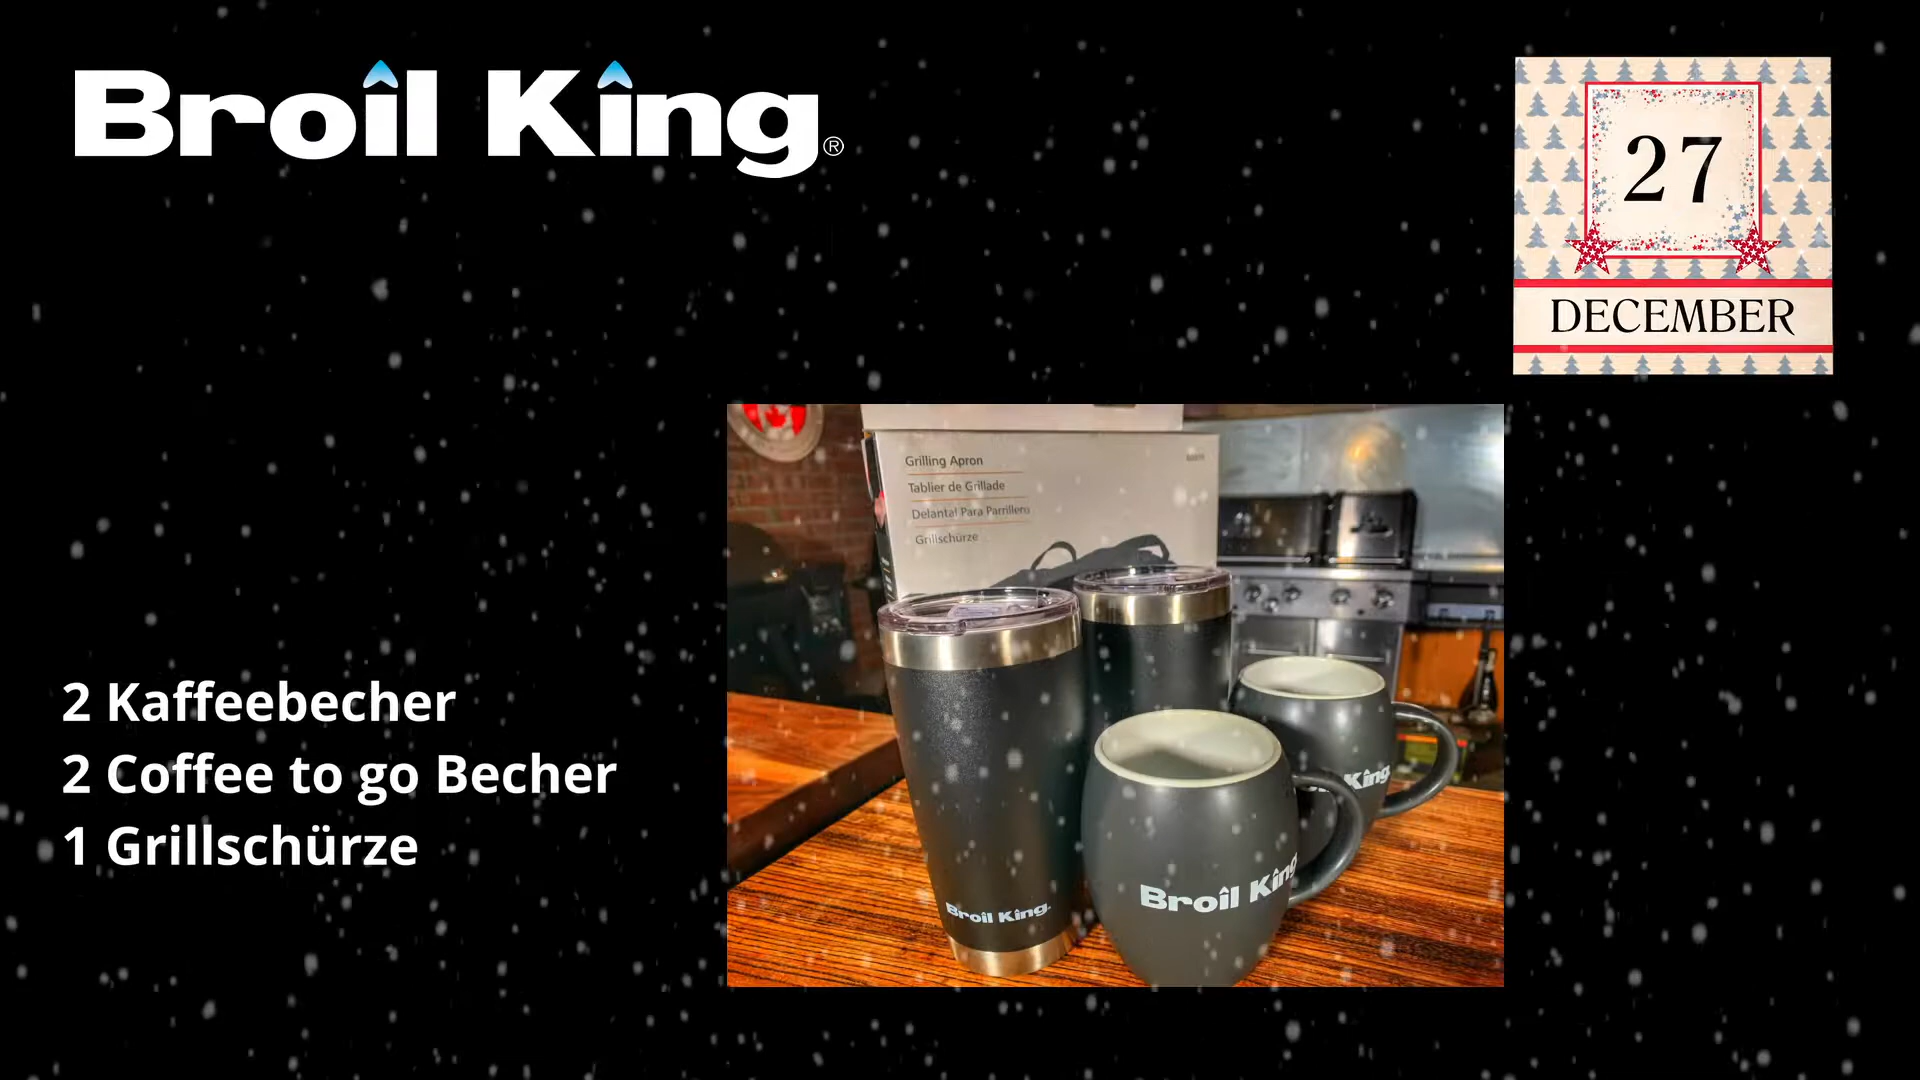 Broil King®
27
DECEMBER
Grilling Apron
Tablier de Grillade
Delantal Para Parrillero
Grillschürze
2 Kaffeebecher
2 Coffee to go Becher
1 Grillschürze
King.
Broil King
Broil King.